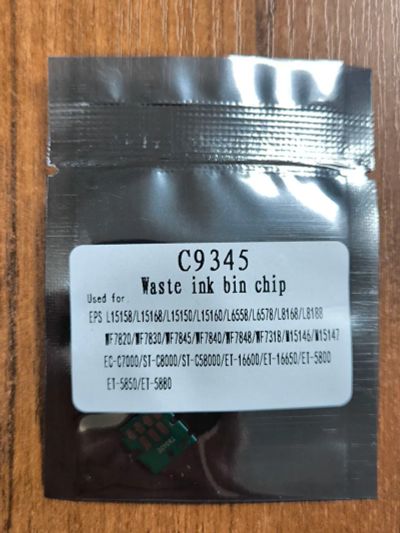 C9345
Waste ink bin chip
Used for
EPS L15158/L15168/L15150/L15160/L6558/L6578/L8168/L8188
WF7820/WF7830/WF7845/WF7840/WF7848/WF7318/M15146/M15147
EC-C7000/ST-C8000/ST-C58000/ET-16600/ET-16650/ET-5800
ET-5850/ET-5880